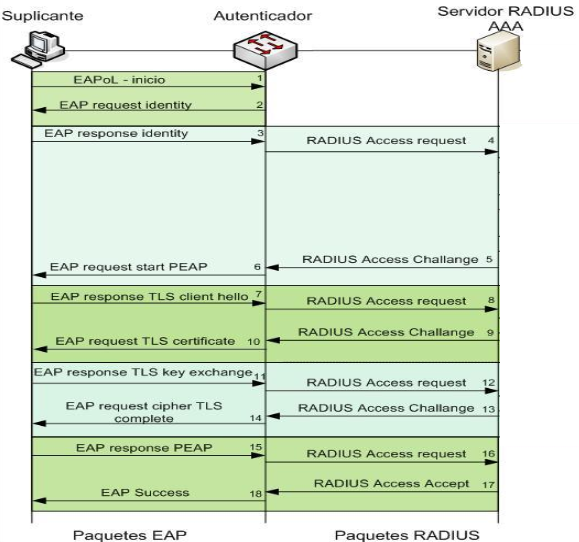 Suplicante
Autenticador
Servidor RADIUS
AAA
EAPoL - inicio 1
EAP request identity 2
EAP response identity 3
RADIUS Access request 4
RADIUS Access Challange 5
EAP request start PEAP 6
EAP response TLS client hello 7
RADIUS Access request 8
RADIUS Access Challange 9
EAP request TLS certificate 10
EAP response TLS key exchange 11
RADIUS Access request 12
RADIUS Access Challange 13
EAP request cipher TLS
complete 14
EAP response PEAP 15
RADIUS Access request 16
RADIUS Access Accept 17
EAP Success 18
Paquetes EAP
Paquetes RADIUS